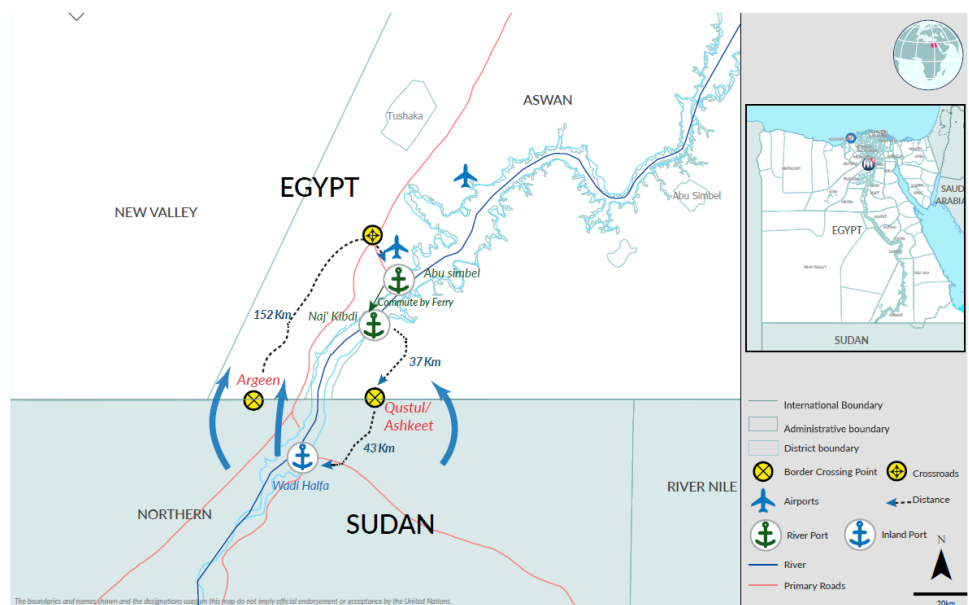 ASWAN
Tushaka
EGYPT
NEW VALLEY
Abu Simbel
Abu simbel
Commute by Ferry
Naj' Kibdi
152 Km
37 Km
Argeen
Qustul/
Ashkeet
43 Km
Wadi Halfa
NORTHERN
SUDAN
RIVER NILE
The boundaries and names shown and the designations used in this map do not imply official endorsement or acceptance by the United Nations.
SAUDI
ARABIA
EGYPT
NEW VALLEY
RED SEA
SUDAN
International Boundary
Administrative boundary
District boundary
Border Crossing Point
Crossroads
Airports
Distance
River Port
Inland Port
River
N
Primary Roads
20km